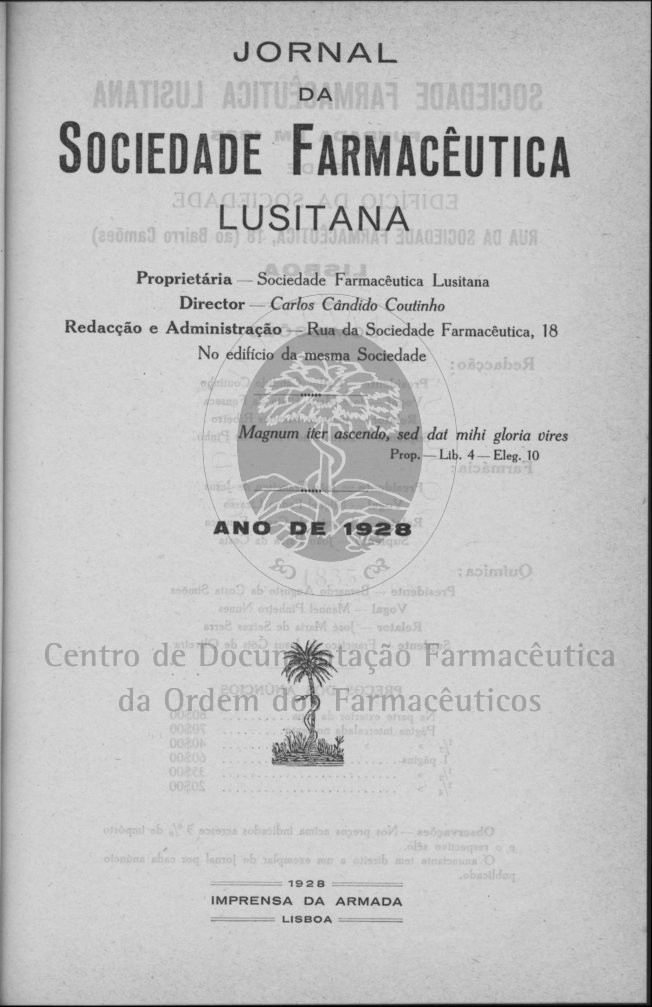 JORNAL
DA
SOCIEDADE FARMACÊUTICA
LUSITANA
Proprietária — Sociedade Farmacêutica Lusitana
Director — Carlos Cândido Coutinho
Redacção e Administração — Rua da Sociedade Farmacêutica, 18
No edifício da mesma Sociedade
Magnum iter ascendo, sed dat mihi gloria vires
Prop. — Lib. 4 — Eleg. 10
ANO DE 1928
1835
Centro de Documentação Farmacêutica
da Ordem dos Farmacêuticos
1928
IMPRENSA DA ARMADA
LISBOA